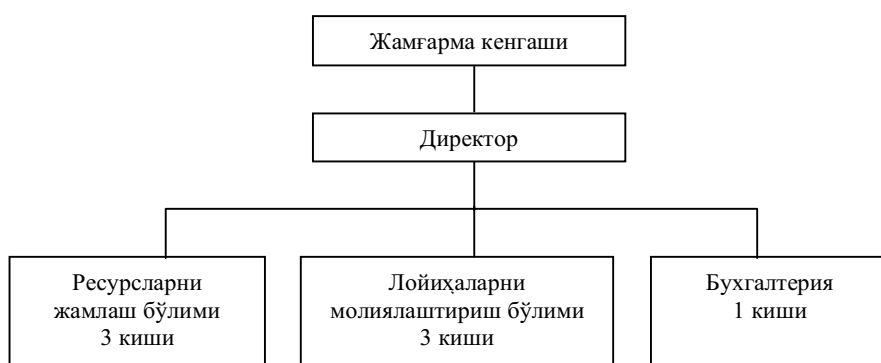 Жамғарма кенгаши
Директор
Ресурсларни
жамлаш бўлими
3 киши
Лойиҳаларни
молиялаштириш бўлими
3 киши
Бухгалтерия
1 киши